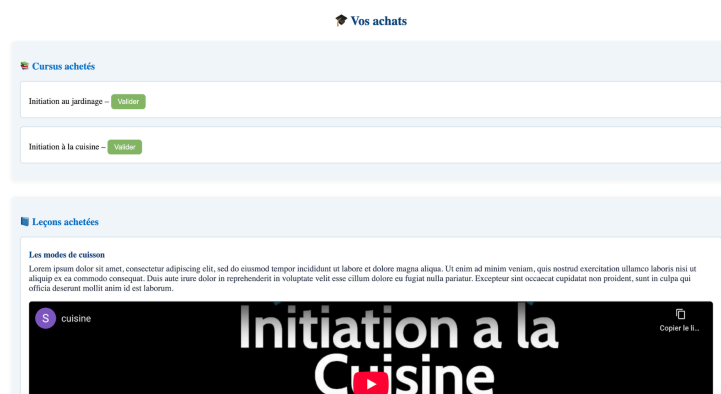 🎓 Vos achats
📚 Cursus achetés
Initiation au jardinage – Valider
Initiation à la cuisine – Valider
📘 Leçons achetées
Les modes de cuisson
Lorem ipsum dolor sit amet, consectetur adipiscing elit, sed do eiusmod tempor incididunt ut labore et dolore magna aliqua. Ut enim ad minim veniam, quis nostrud exercitation ullamco laboris nisi ut
aliquip ex ea commodo consequat. Duis aute irure dolor in reprehenderit in voluptate velit esse cillum dolore eu fugiat nulla pariatur. Excepteur sint occaecat cupidatat non proident, sunt in culpa qui
officia deserunt mollit anim id est laborum.
S cuisine
Copier le li...
Initiation a la
Cuisine